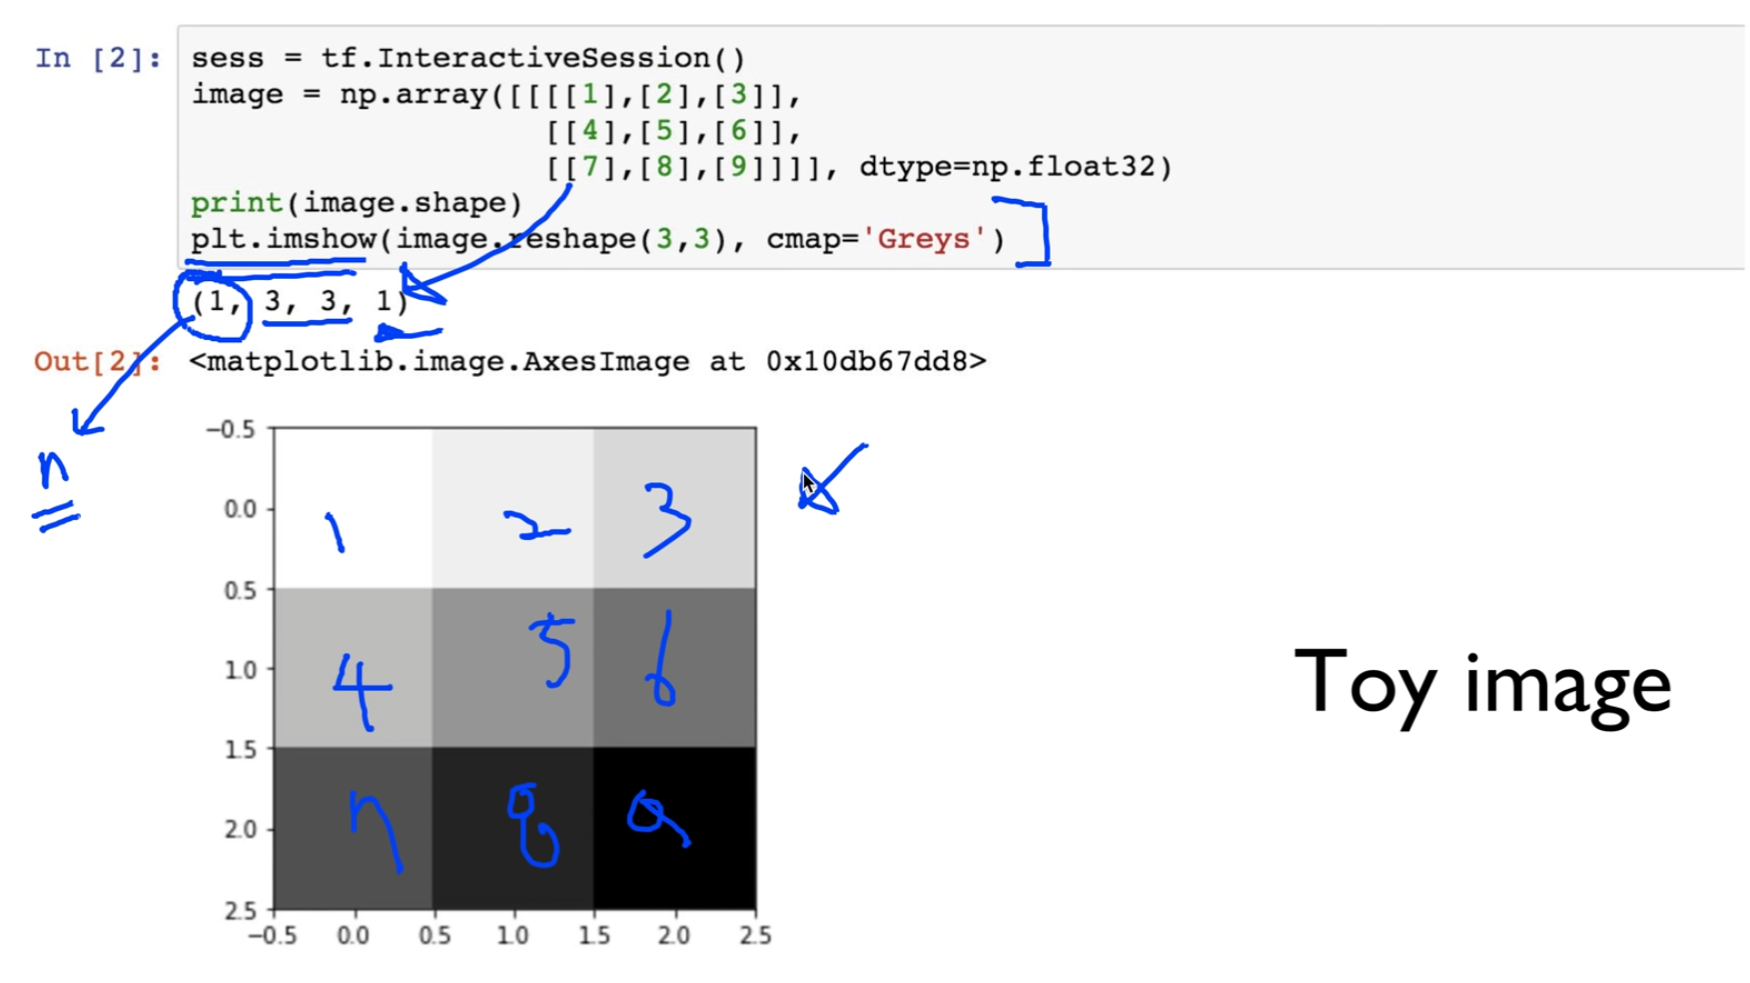 In [2]: sess = tf.InteractiveSession()
image = np.array([[[[1],[2],[3]],
[[4],[5],[6]],
[[7],[8],[9]]]], dtype=np.float32)
print(image.shape)
plt.imshow(image.reshape(3,3), cmap='Greys')
(1, 3, 3, 1)
Out[2]: <matplotlib.image.AxesImage at 0x10db67dd8>
n
−0.5
0.0
0.5
1.0
1.5
2.0
2.5
1 2 3
4 5 6
7 8 9
−0.5 0.0 0.5 1.0 1.5 2.0 2.5
Toy image